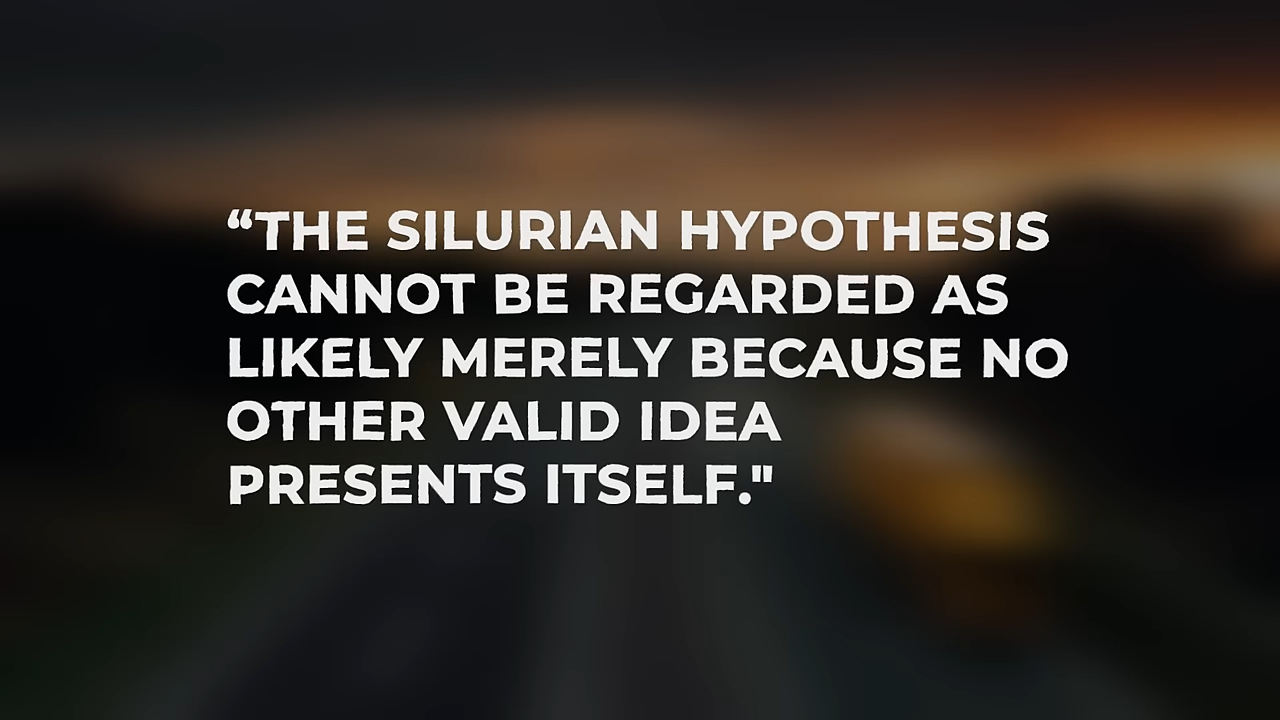 “THE SILURIAN HYPOTHESIS
CANNOT BE REGARDED AS
LIKELY MERELY BECAUSE NO
OTHER VALID IDEA
PRESENTS ITSELF."